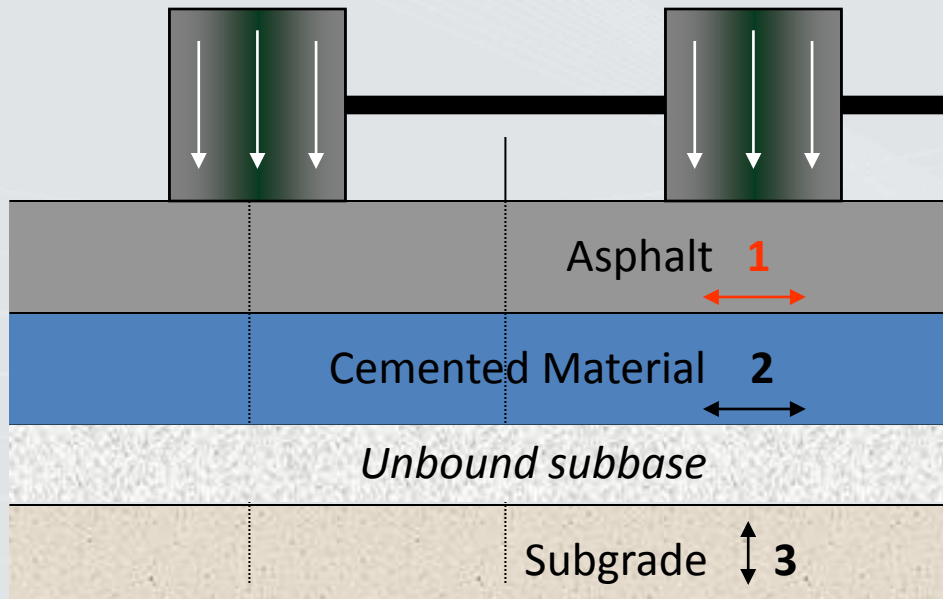 Asphalt 1
Cemented Material 2
Unbound subbase
Subgrade 3